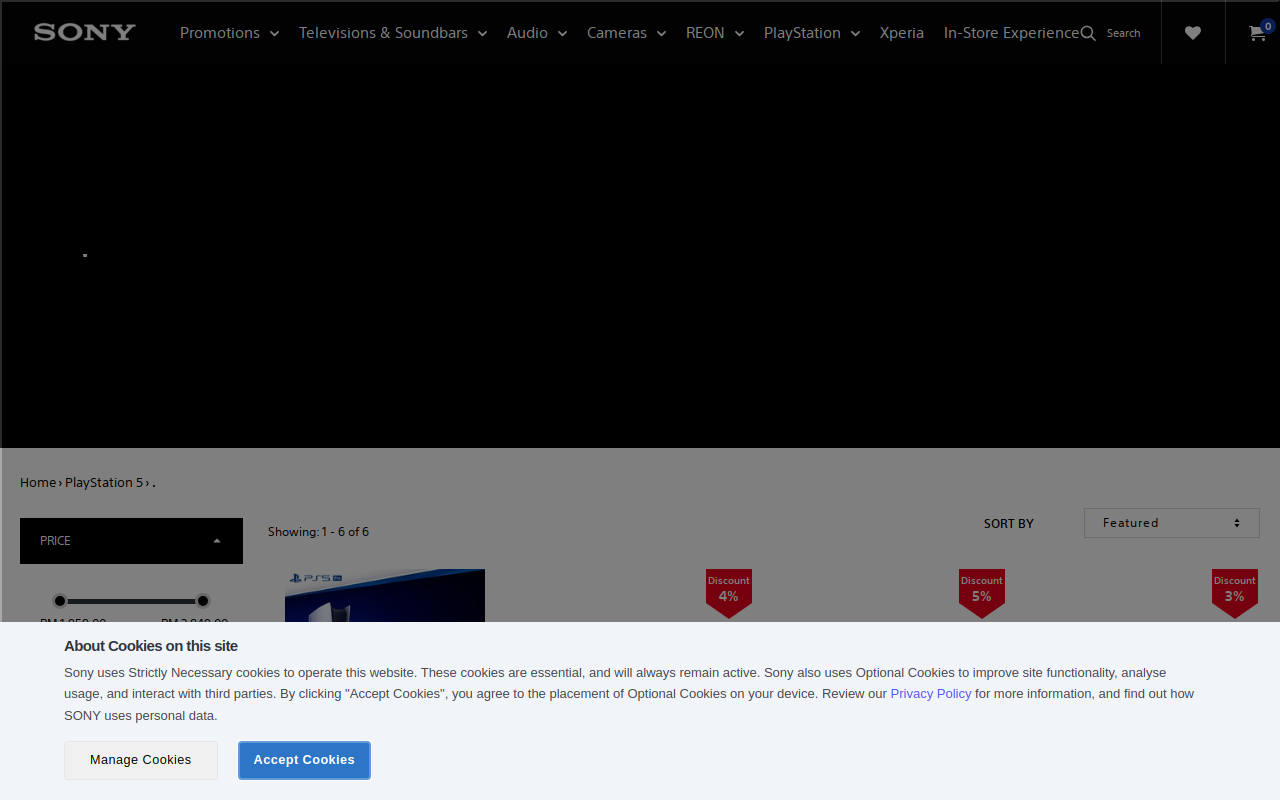 SONY
Promotions Televisions & Soundbars Audio Cameras REON PlayStation Xperia In-Store Experience Search 0
.
Home › PlayStation 5 › .
PRICE
Showing: 1 - 6 of 6
SORT BY Featured
PS5 Pro
Discount 4%
Discount 5%
Discount 3%
About Cookies on this site
Sony uses Strictly Necessary cookies to operate this website. These cookies are essential, and will always remain active. Sony also uses Optional Cookies to improve site functionality, analyse
usage, and interact with third parties. By clicking "Accept Cookies", you agree to the placement of Optional Cookies on your device. Review our Privacy Policy for more information, and find out how
SONY uses personal data.
Manage Cookies Accept Cookies